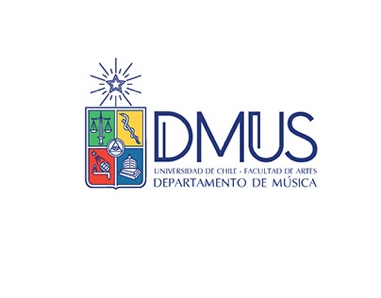 DMUS
UNIVERSIDAD DE CHILE - FACULTAD DE ARTES
DEPARTAMENTO DE MÚSICA